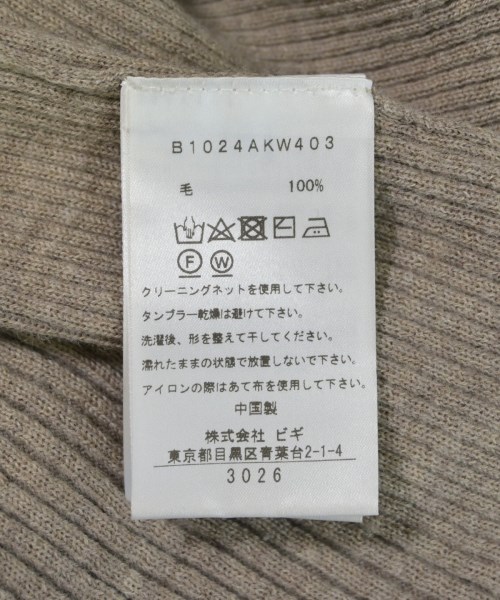 B1024AKW403
毛 100%
F W
クリーニングネットを使用して下さい。
タンブラー乾燥は避けて下さい。
洗濯後、形を整えて干してください。
濡れたままの状態で放置しないで下さい。
アイロンの際はあて布を使用して下さい。
中国製
株式会社 ビギ
東京都目黒区青葉台2-1-4
3026